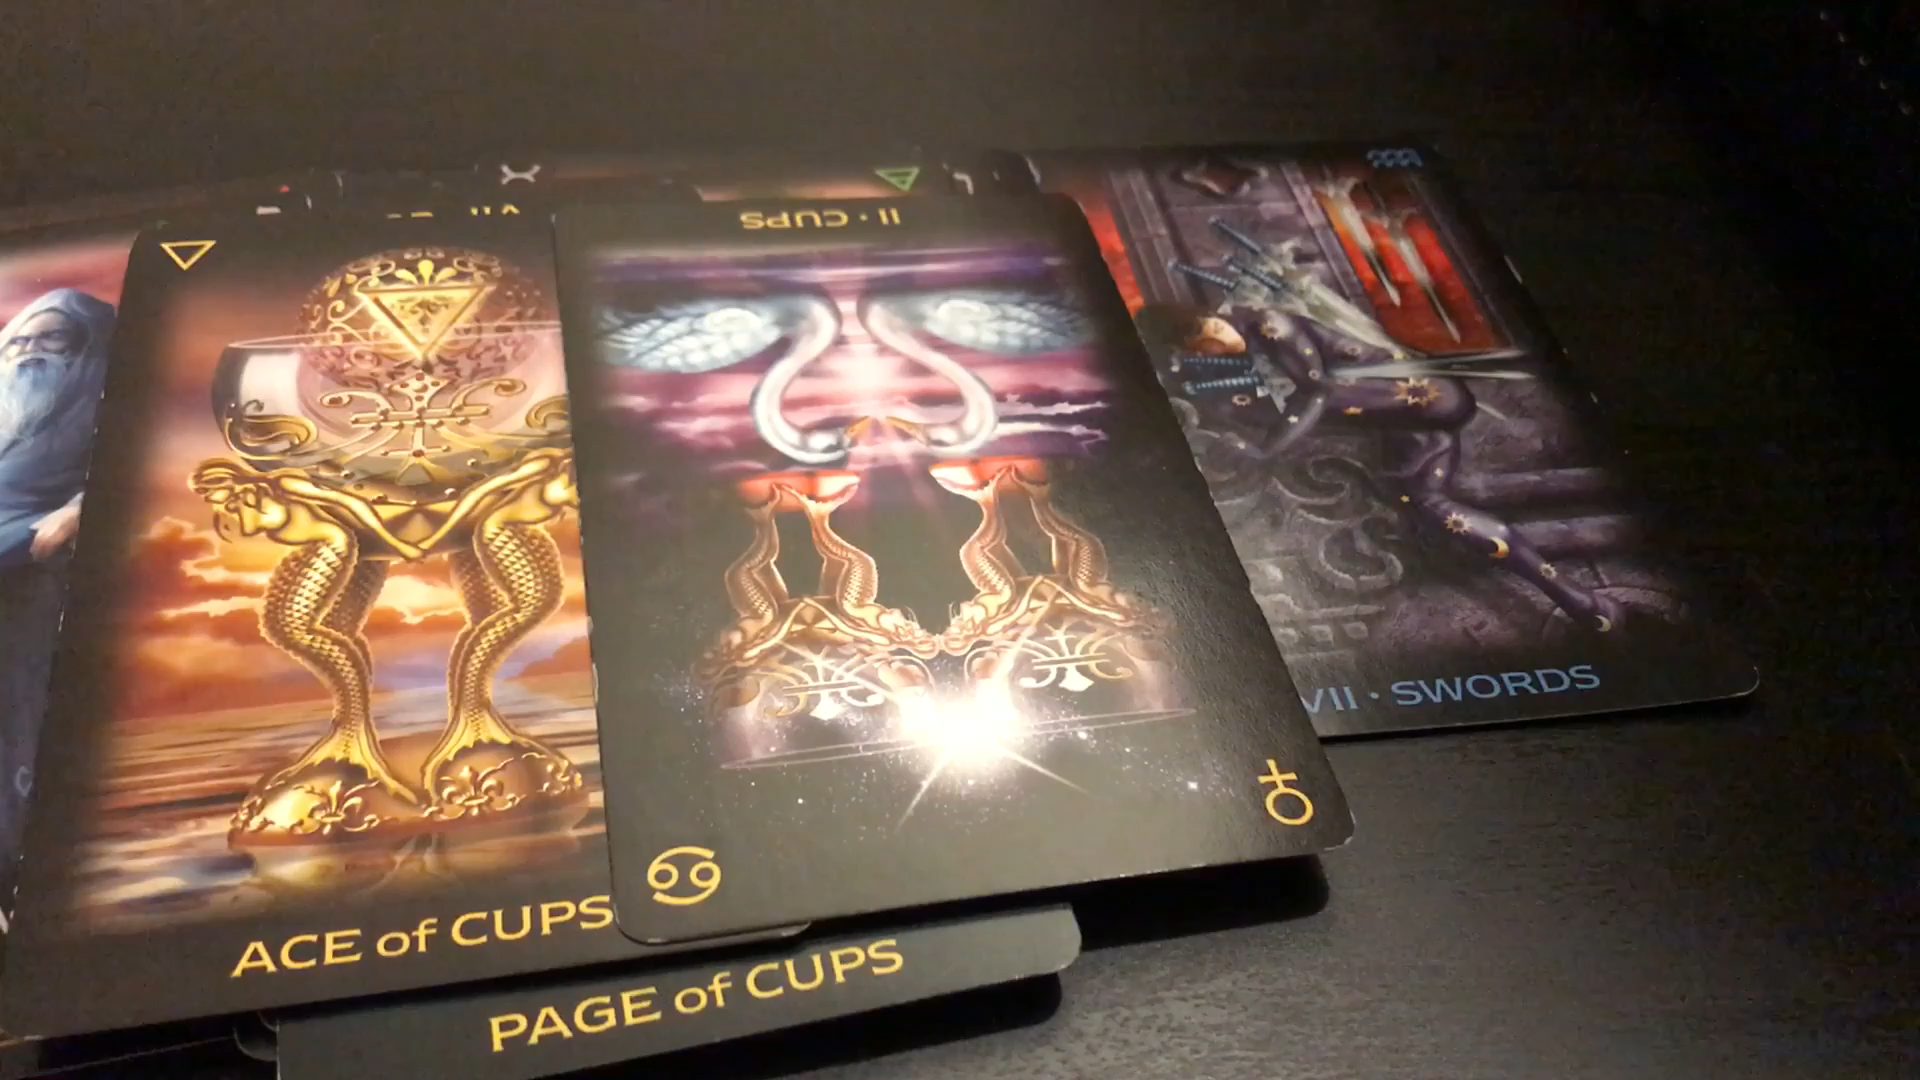 II · CUPS
VII · SWORDS
ACE of CUPS
PAGE of CUPS